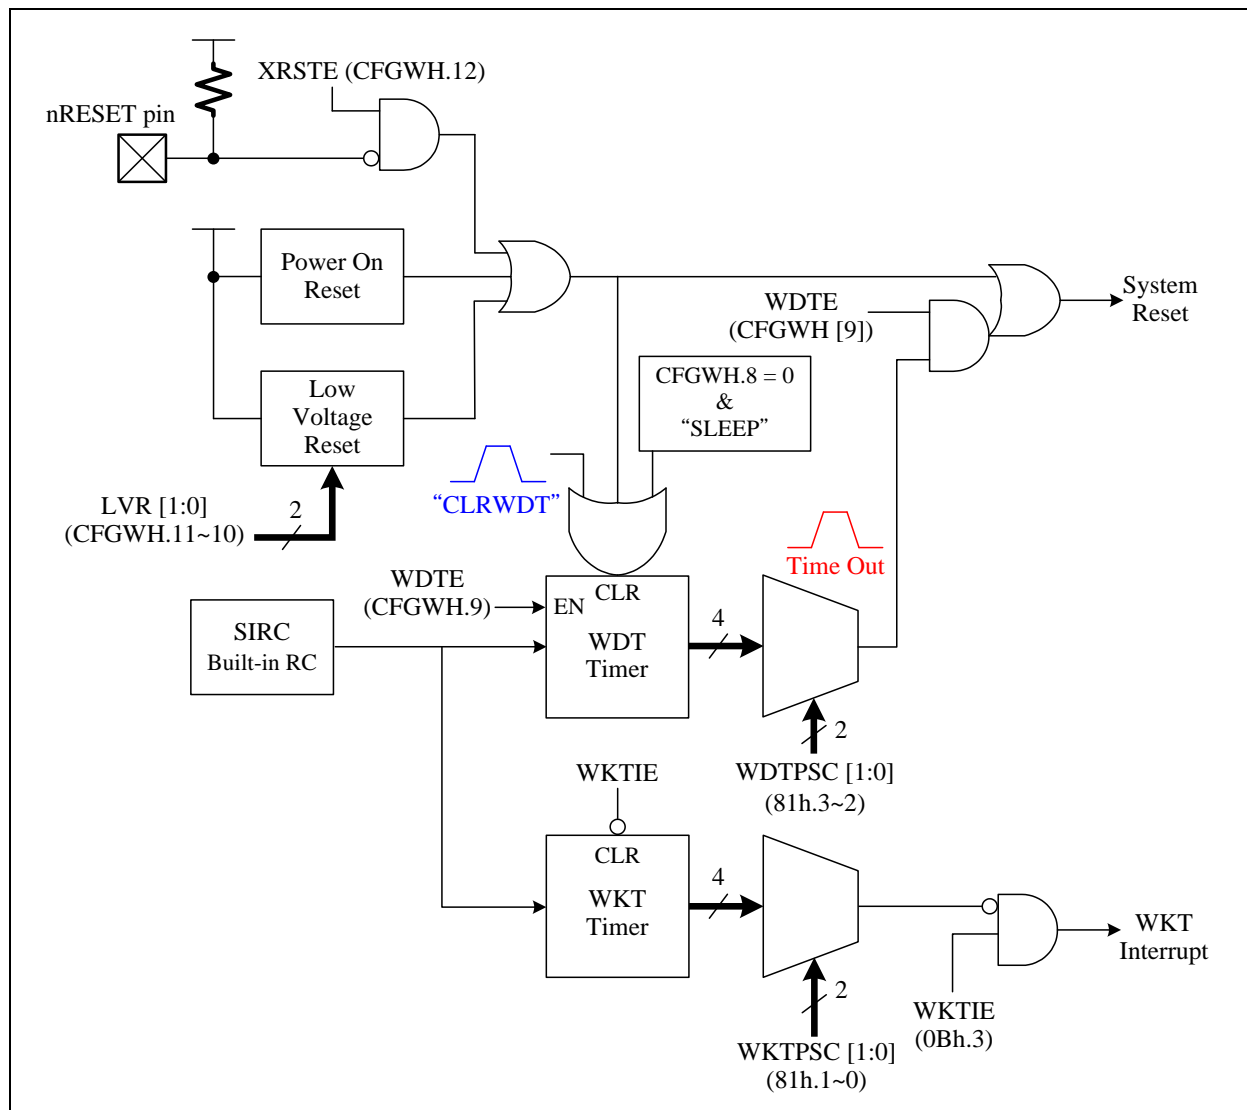 XRSTE (CFGWH.12)
nRESET pin
Power On
Reset
System
Reset
WDTE
(CFGWH [9])
Low
Voltage
Reset
CFGWH.8 = 0
&
“SLEEP”
“CLRWDT”
LVR [1:0]
(CFGWH.11~10)
2
Time Out
WDTE
(CFGWH.9)
CLR
EN
WDT
Timer
4
SIRC
Built-in RC
2
WDTPSC [1:0]
(81h.3~2)
WKTIE
CLR
WKT
Timer
4
WKT
Interrupt
2
WKTIE
(0Bh.3)
WKTPSC [1:0]
(81h.1~0)